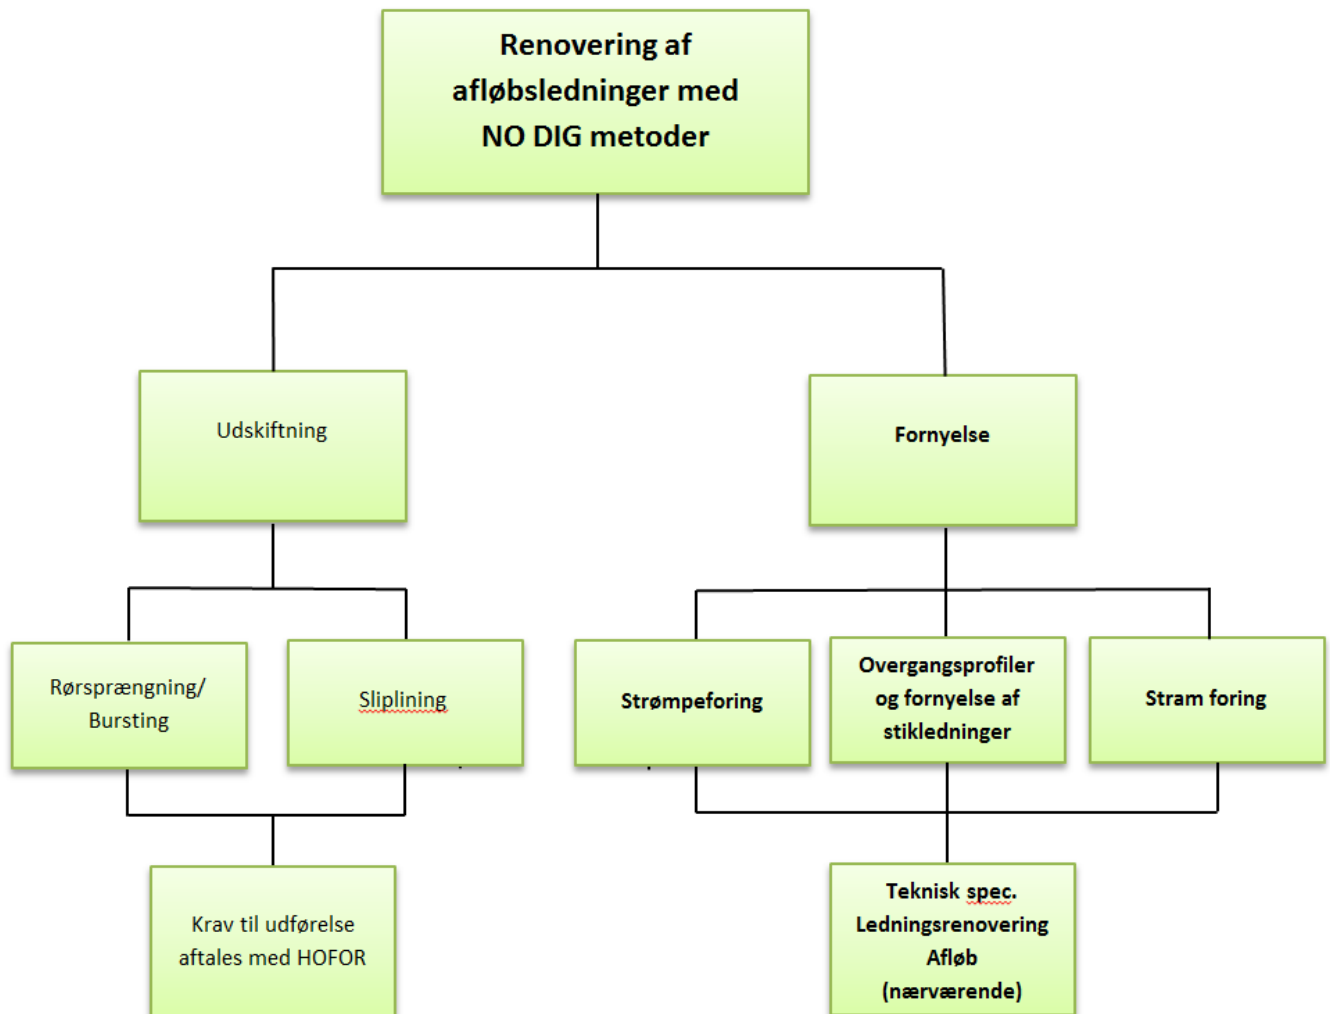 Renovering af
afløbsledninger med
NO DIG metoder
Udskiftning
Fornyelse
Rørsprængning/
Bursting
Sliplining
Strømpeforing
Overgangsprofiler
og fornyelse af
stikledninger
Stram foring
Krav til udførelse
aftales med HOFOR
Teknisk spec.
Ledningsrenovering
Afløb
(nærværende)